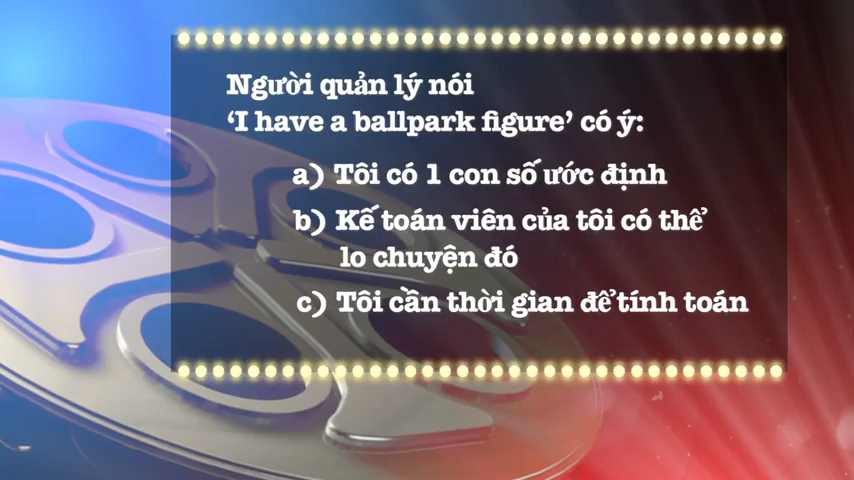 Người quản lý nói
‘I have a ballpark figure’ có ý:
a) Tôi có 1 con số ước định
b) Kế toán viên của tôi có thể
lo chuyện đó
c) Tôi cần thời gian để tính toán